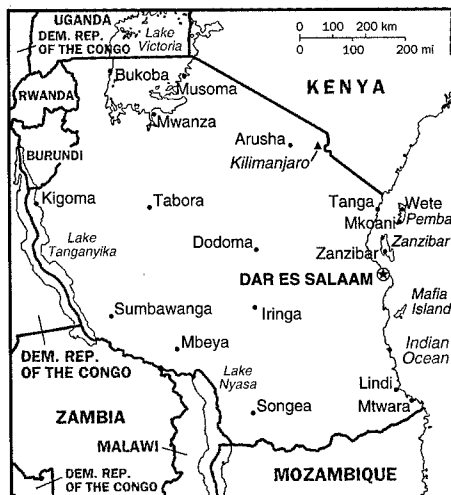 UGANDA
Lake
Victoria
DEM. REP.
OF THE CONGO
0 100 200 km
0 100 200 mi
Bukoba
Musoma
KENYA
RWANDA
Mwanza
Arusha
Kilimanjaro
BURUNDI
Kigoma
Tabora
Tanga
Wete
Pemba
Mkoani
Lake
Tanganyika
Dodoma
Zanzibar
Zanzibar
DAR ES SALAAM
Sumbawanga
Iringa
Mafia
Island
DEM. REP.
OF THE CONGO
Mbeya
Indian
Ocean
Lake
Nyasa
Lindi
Mtwara
ZAMBIA
Songea
MALAWI
DEM. REP.
OF THE CONGO
MOZAMBIQUE